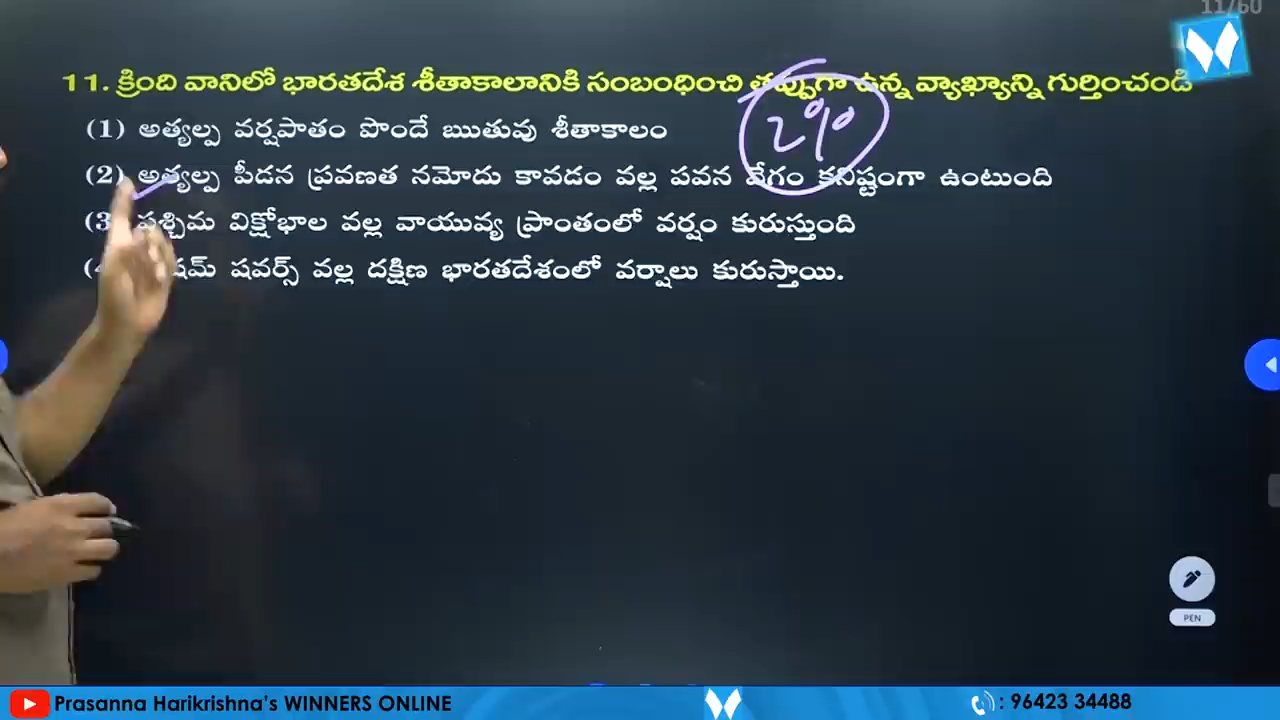 11/60
11. క్రింది వానిలో భారతదేశ శీతాకాలానికి సంబంధించి తప్పుగా ఉన్న వ్యాఖ్యాన్ని గుర్తించండి
2%
(1) అత్యల్ప వర్షపాతం పొందే ఋతువు శీతాకాలం
(2) అత్యల్ప పీడన ప్రవణత నమోదు కావడం వల్ల పవన వేగం కనిష్టంగా ఉంటుంది
(3) పశ్చిమ విక్షోభాల వల్ల వాయువ్య ప్రాంతంలో వర్షం కురుస్తుంది
షవర్స్ వల్ల దక్షిణ భారతదేశంలో వర్షాలు కురుస్తాయి.
PEN
Prasanna Harikrishna's WINNERS ONLINE
: 96423 34488